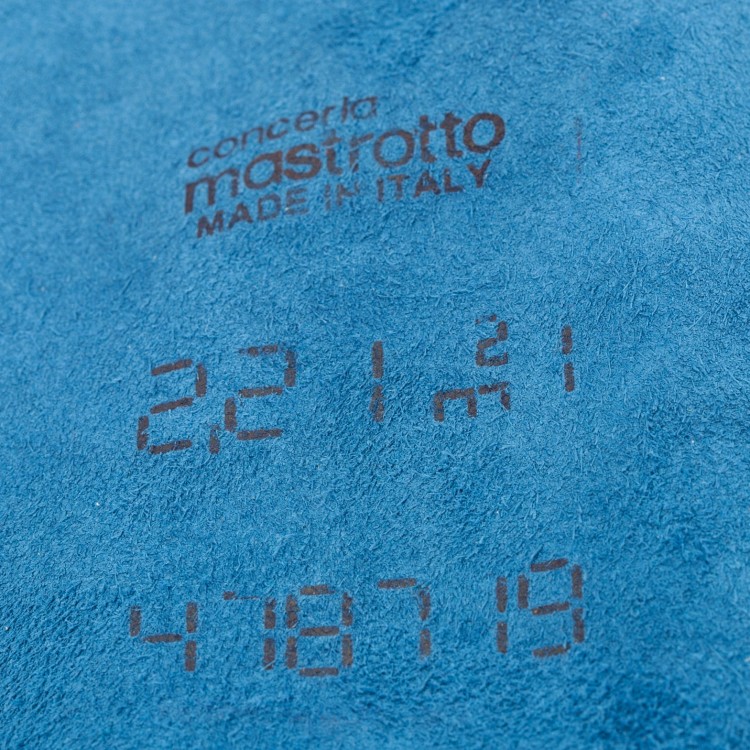 conceria
mastrotto
MADE IN ITALY
2,21 m² 1
478719